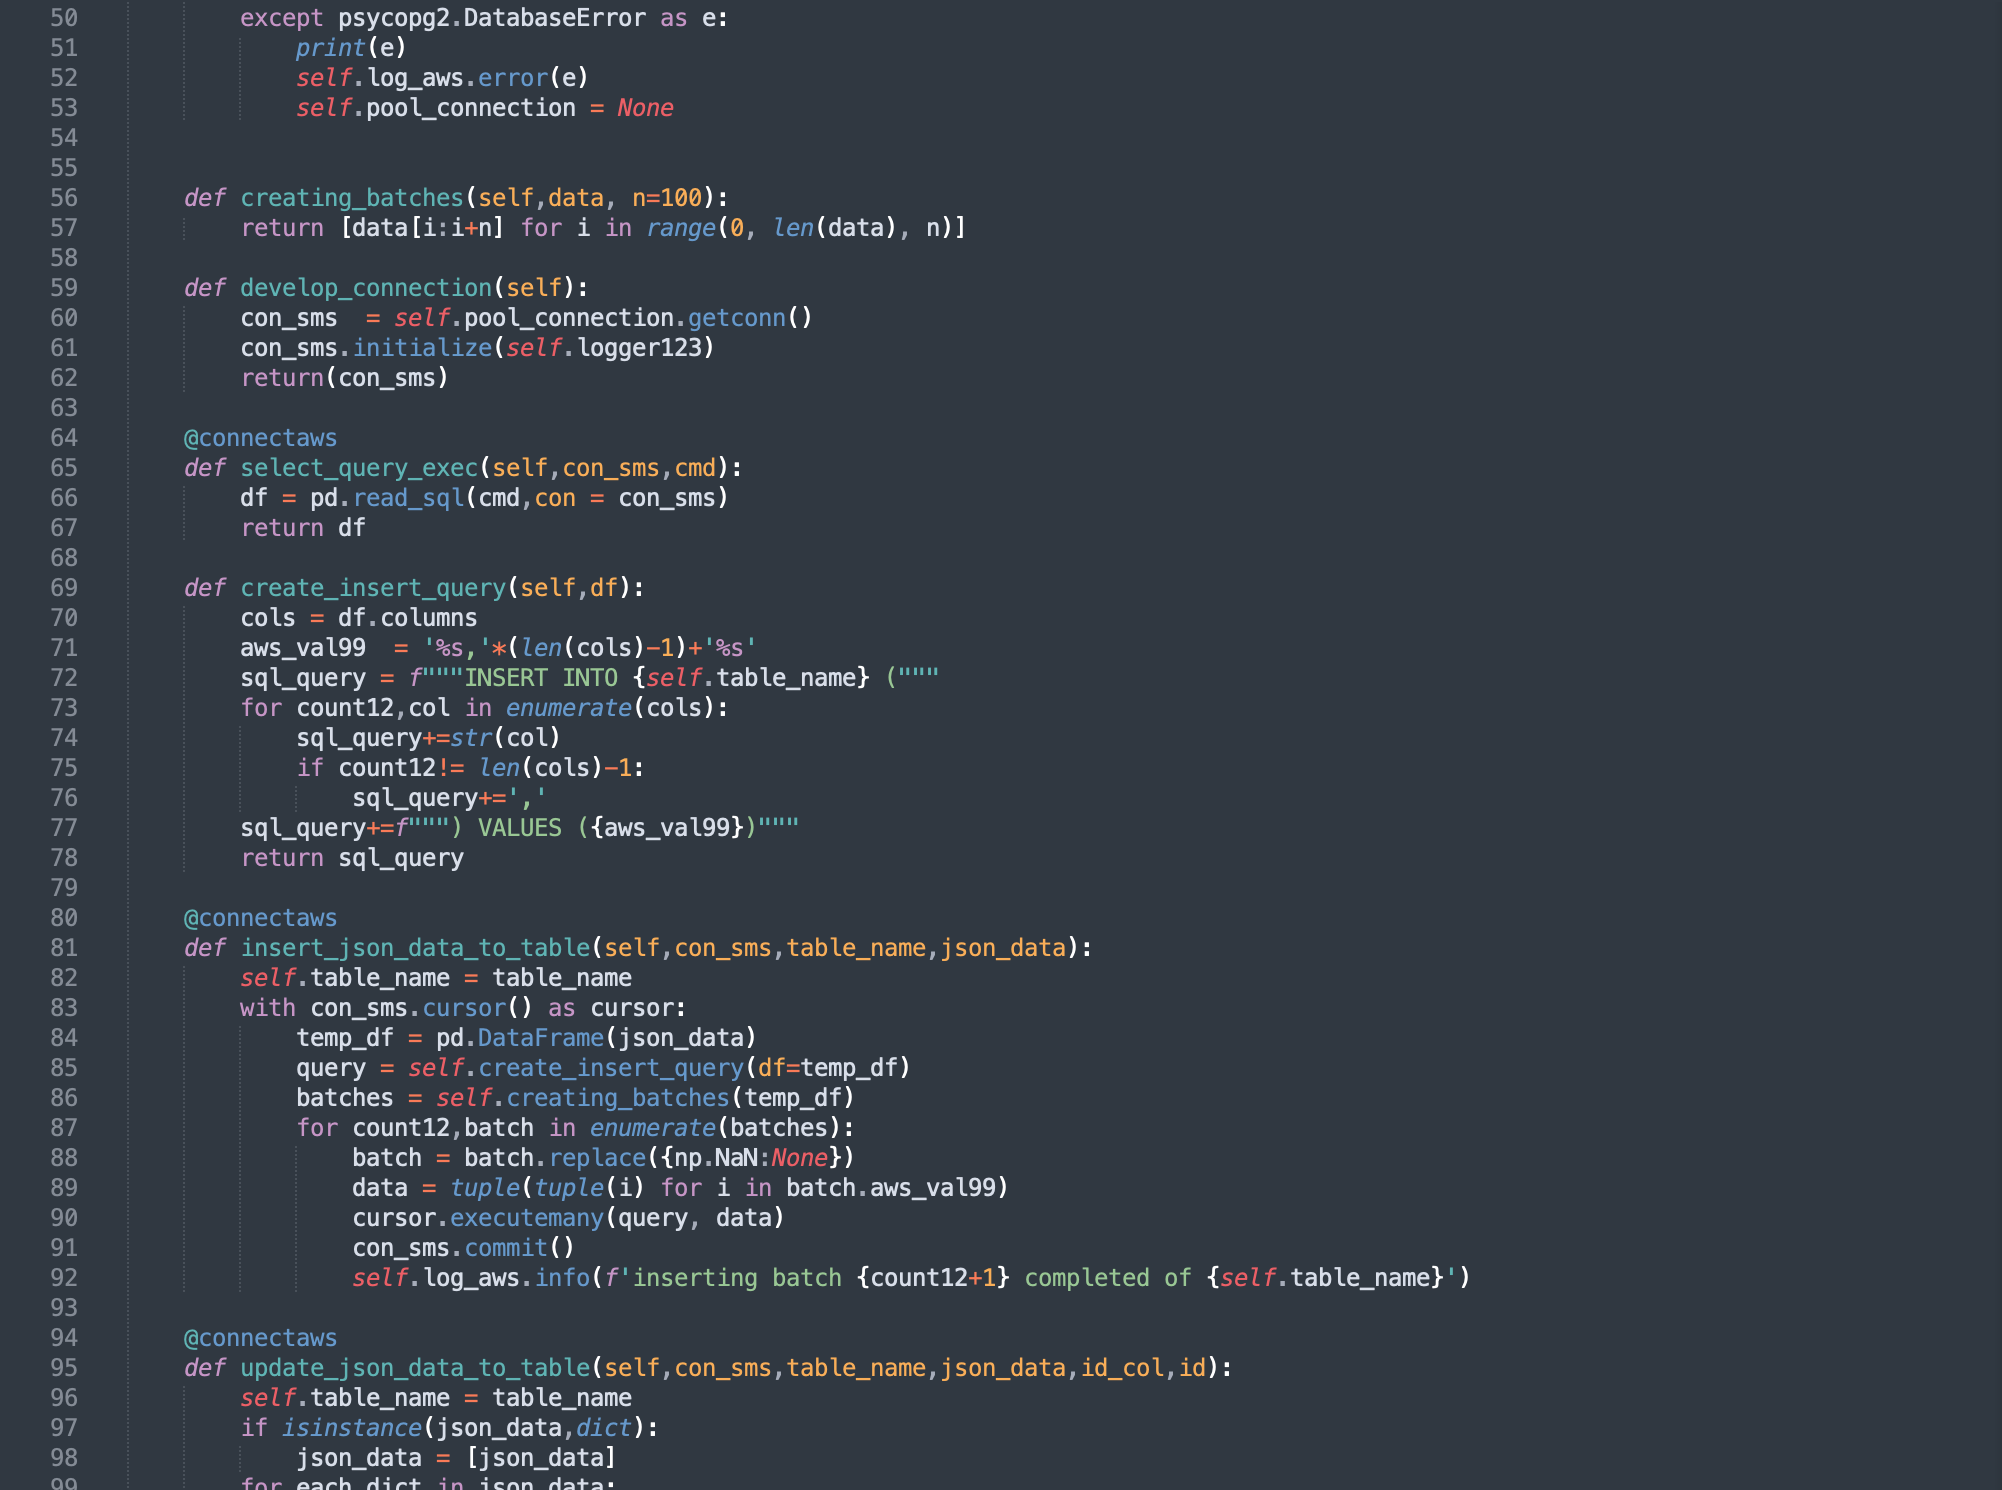 50 except psycopg2.DatabaseError as e:
51 print(e)
52 self.log_aws.error(e)
53 self.pool_connection = None
54
55
56 def creating_batches(self,data, n=100):
57 return [data[i:i+n] for i in range(0, len(data), n)]
58
59 def develop_connection(self):
60 con_sms  = self.pool_connection.getconn()
61 con_sms.initialize(self.logger123)
62 return(con_sms)
63
64 @connectaws
65 def select_query_exec(self,con_sms,cmd):
66 df = pd.read_sql(cmd,con = con_sms)
67 return df
68
69 def create_insert_query(self,df):
70 cols = df.columns
71 aws_val99  = '%s,'*(len(cols)-1)+'%s'
72 sql_query = f"""INSERT INTO {self.table_name} ("""
73 for count12,col in enumerate(cols):
74 sql_query+=str(col)
75 if count12!= len(cols)-1:
76 sql_query+=','
77 sql_query+=f""") VALUES ({aws_val99})"""
78 return sql_query
79
80 @connectaws
81 def insert_json_data_to_table(self,con_sms,table_name,json_data):
82 self.table_name = table_name
83 with con_sms.cursor() as cursor:
84 temp_df = pd.DataFrame(json_data)
85 query = self.create_insert_query(df=temp_df)
86 batches = self.creating_batches(temp_df)
87 for count12,batch in enumerate(batches):
88 batch = batch.replace({np.NaN:None})
89 data = tuple(tuple(i) for i in batch.aws_val99)
90 cursor.executemany(query, data)
91 con_sms.commit()
92 self.log_aws.info(f'inserting batch {count12+1} completed of {self.table_name}')
93
94 @connectaws
95 def update_json_data_to_table(self,con_sms,table_name,json_data,id_col,id):
96 self.table_name = table_name
97 if isinstance(json_data,dict):
98 json_data = [json_data]
99 for each_dict in json_data: